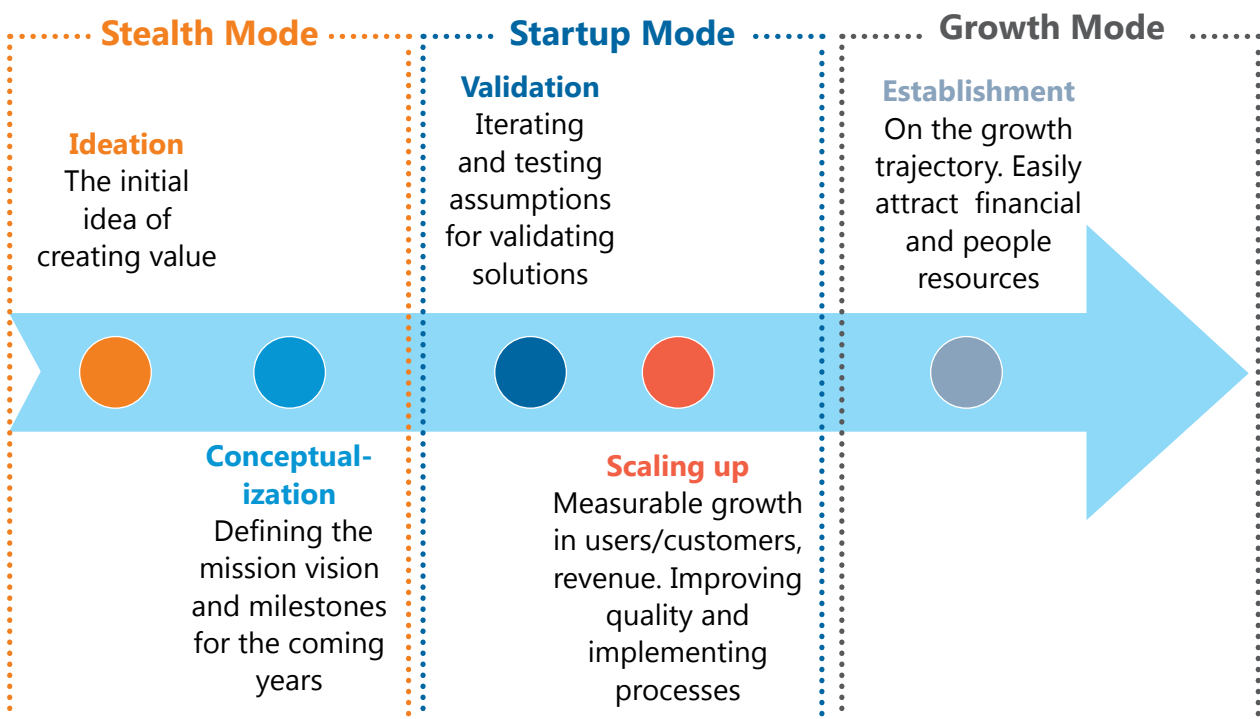 Stealth Mode
Startup Mode
Growth Mode
Ideation
The initial
idea of
creating value
Conceptual-
ization
Defining the
mission vision
and milestones
for the coming
years
Validation
Iterating
and testing
assumptions
for validating
solutions
Scaling up
Measurable growth
in users/customers,
revenue. Improving
quality and
implementing
processes
Establishment
On the growth
trajectory. Easily
attract  financial
and people
resources